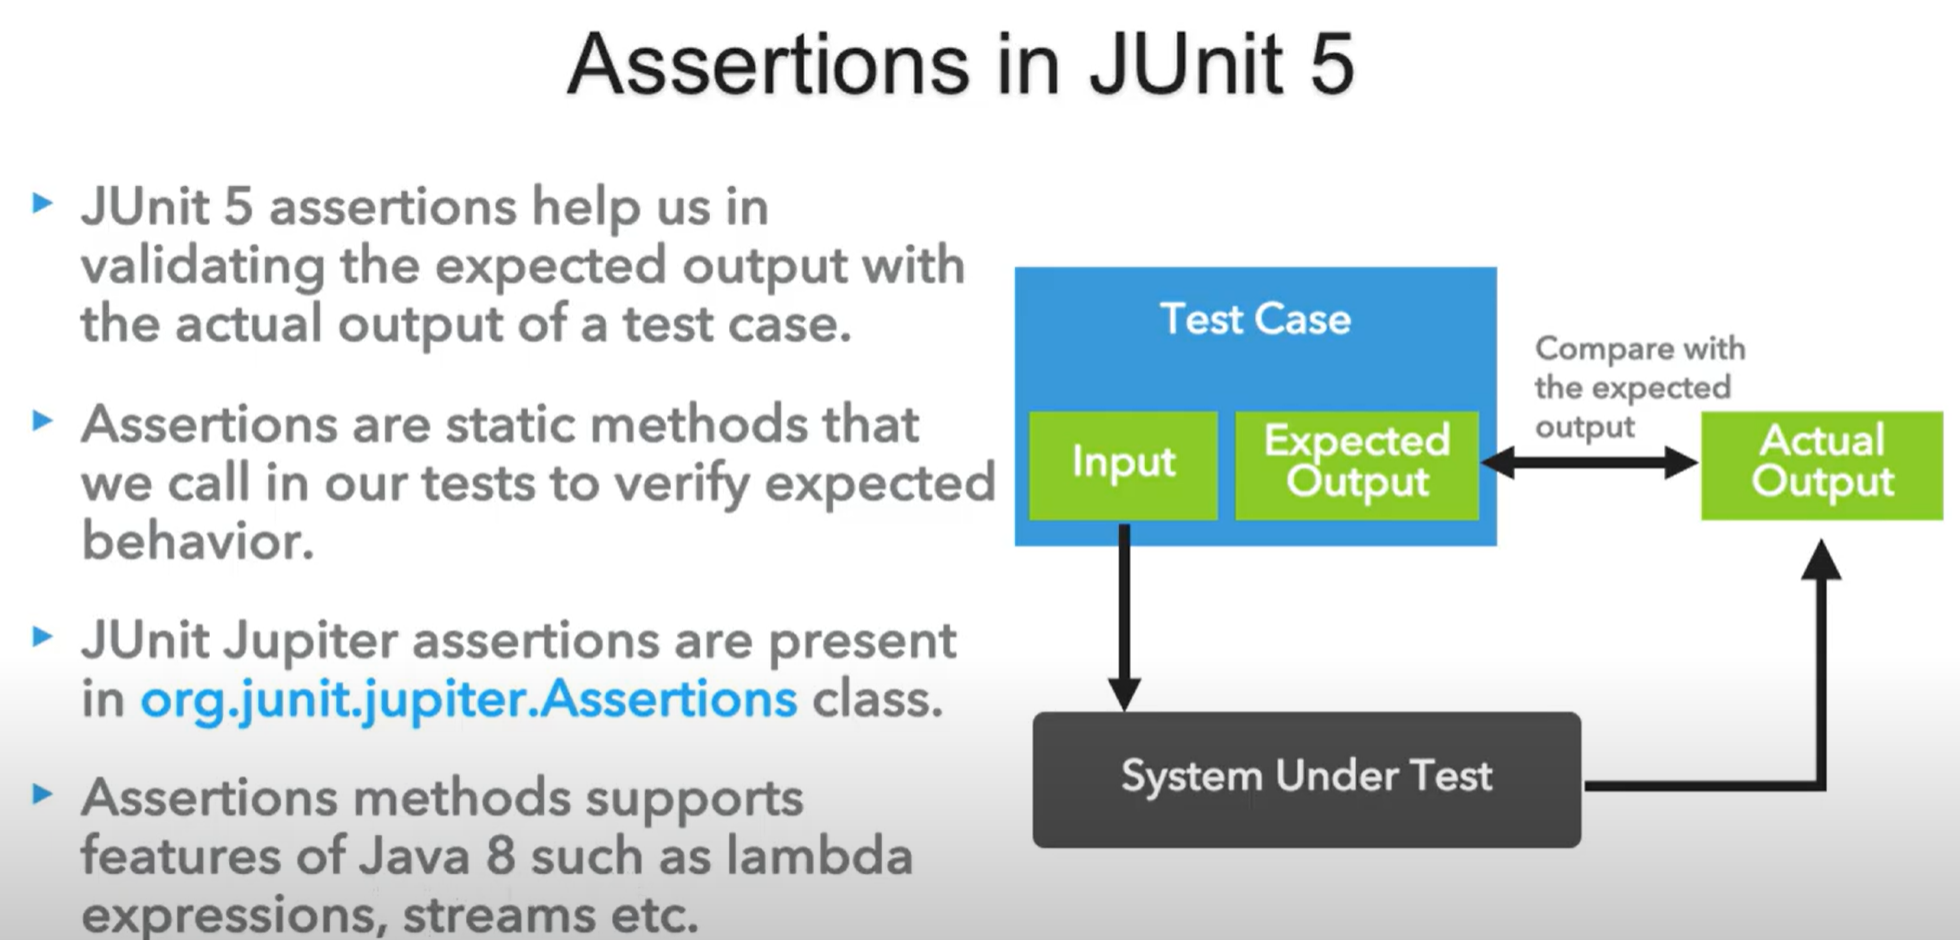 Assertions in JUnit 5
JUnit 5 assertions help us in
validating the expected output with
the actual output of a test case.
Assertions are static methods that
we call in our tests to verify expected
behavior.
JUnit Jupiter assertions are present
in org.junit.jupiter.Assertions class.
Assertions methods supports
features of Java 8 such as lambda
expressions, streams etc.
Test Case
Input
Expected
Output
Compare with
the expected
output
Actual
Output
System Under Test